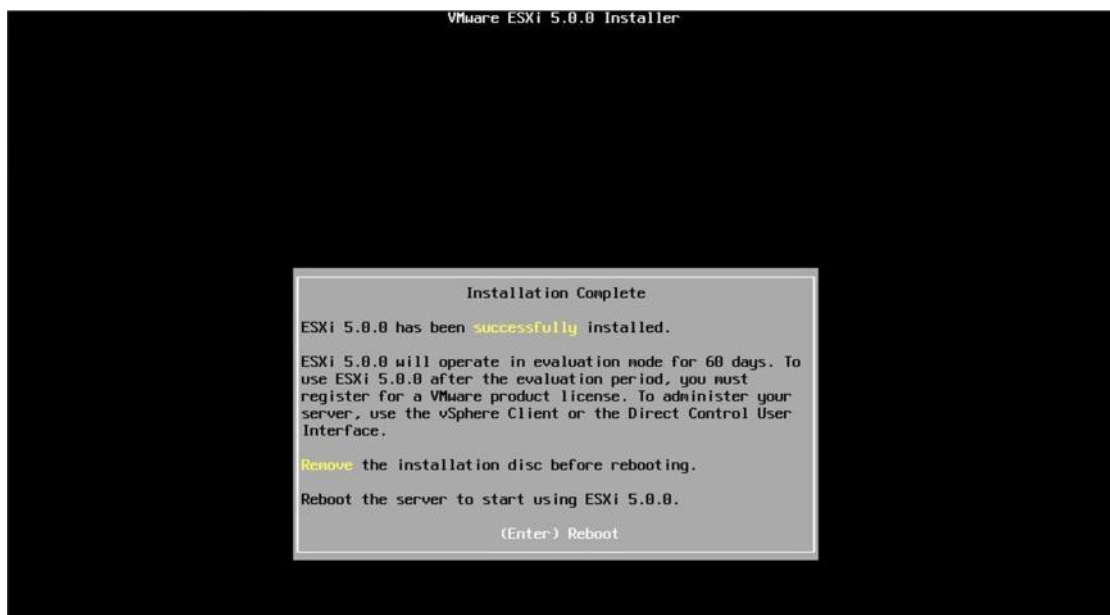 VMware ESXi 5.0.0 Installer
Installation Complete
ESXi 5.0.0 has been successfully installed.
ESXi 5.0.0 will operate in evaluation mode for 60 days. To
use ESXi 5.0.0 after the evaluation period, you must
register for a VMware product license. To administer your
server, use the vSphere Client or the Direct Control User
Interface.
Remove the installation disc before rebooting.
Reboot the server to start using ESXi 5.0.0.
(Enter) Reboot